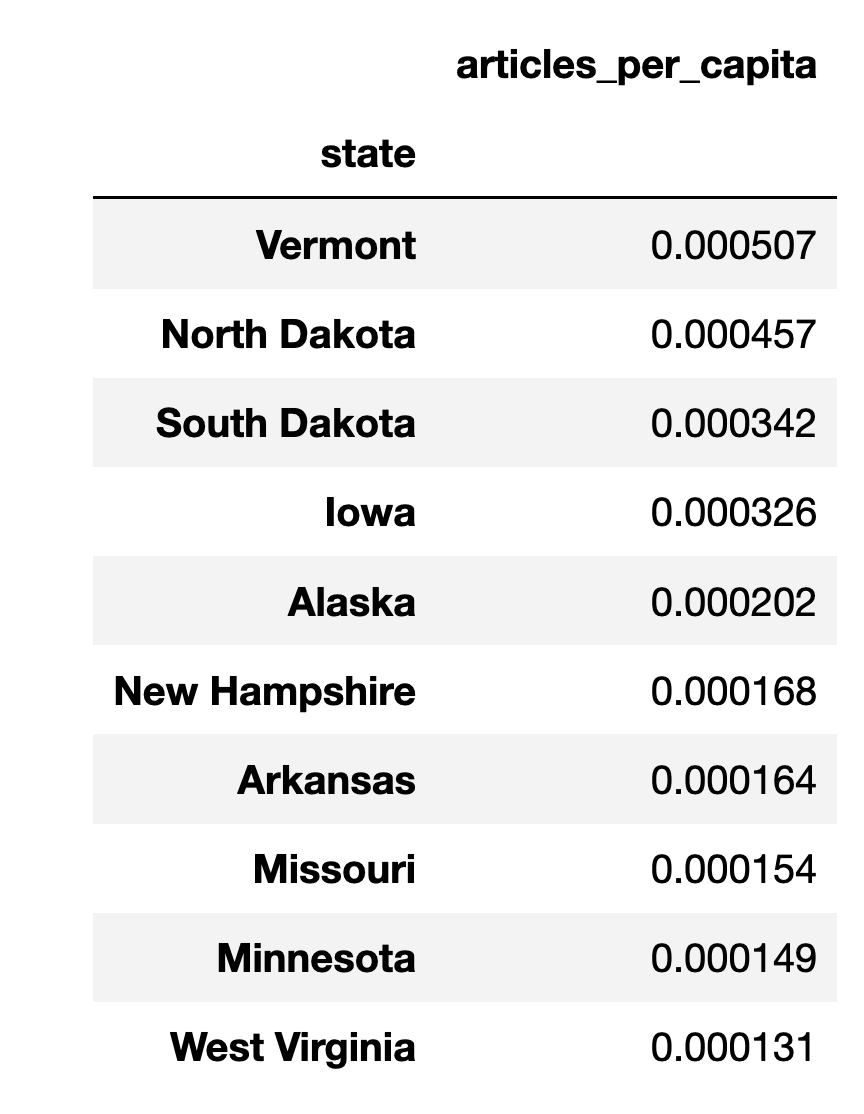 articles_per_capita
state
Vermont 0.000507
North Dakota 0.000457
South Dakota 0.000342
Iowa 0.000326
Alaska 0.000202
New Hampshire 0.000168
Arkansas 0.000164
Missouri 0.000154
Minnesota 0.000149
West Virginia 0.000131